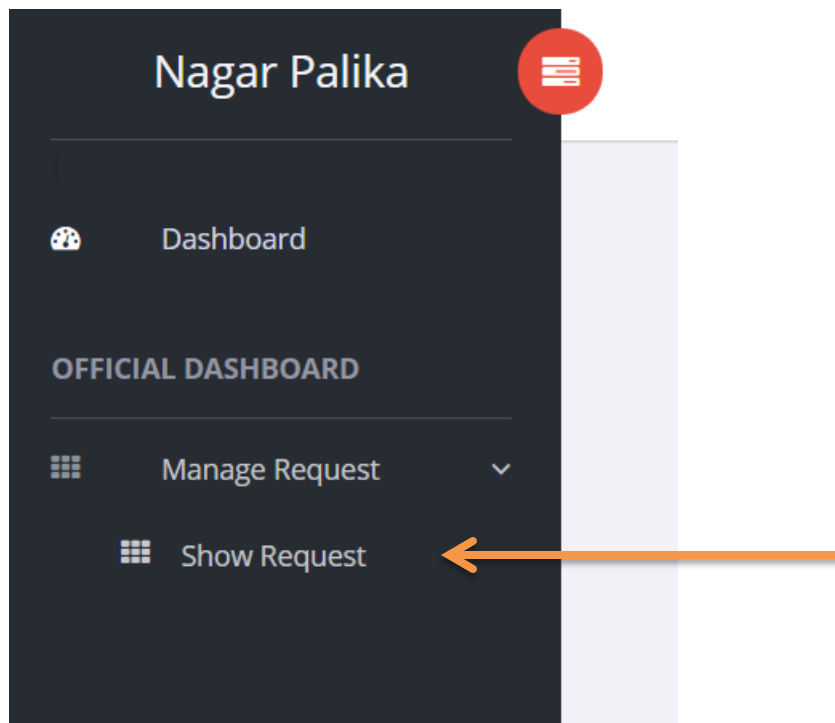 Nagar Palika
{
Dashboard
OFFICIAL DASHBOARD
Manage Request
Show Request